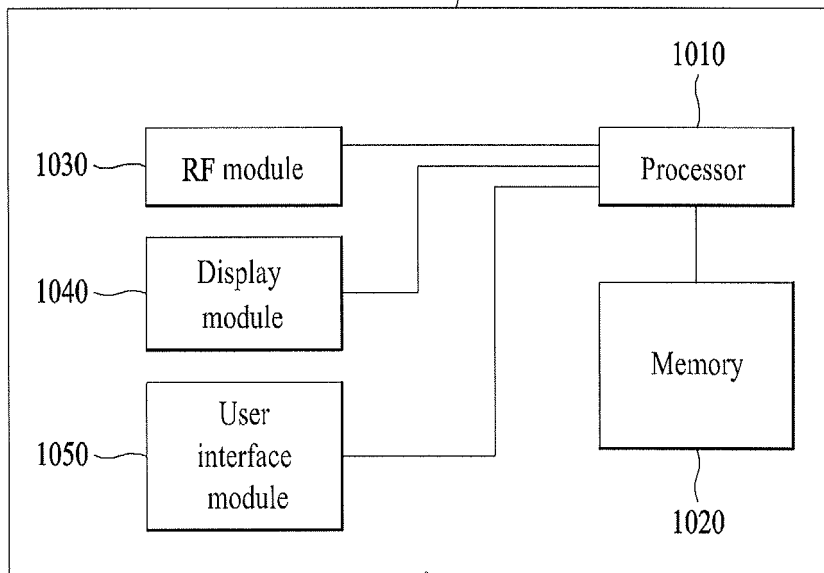 1010
1030
RF module
Processor
1040
Display
module
Memory
1050
User
interface
module
1020